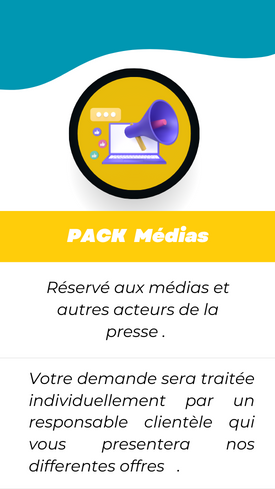 PACK Médias
Réservé aux médias et
autres acteurs de la
presse .
Votre demande sera traitée
individuellement par un
responsable clientèle qui
vous presentera nos
differentes offres .